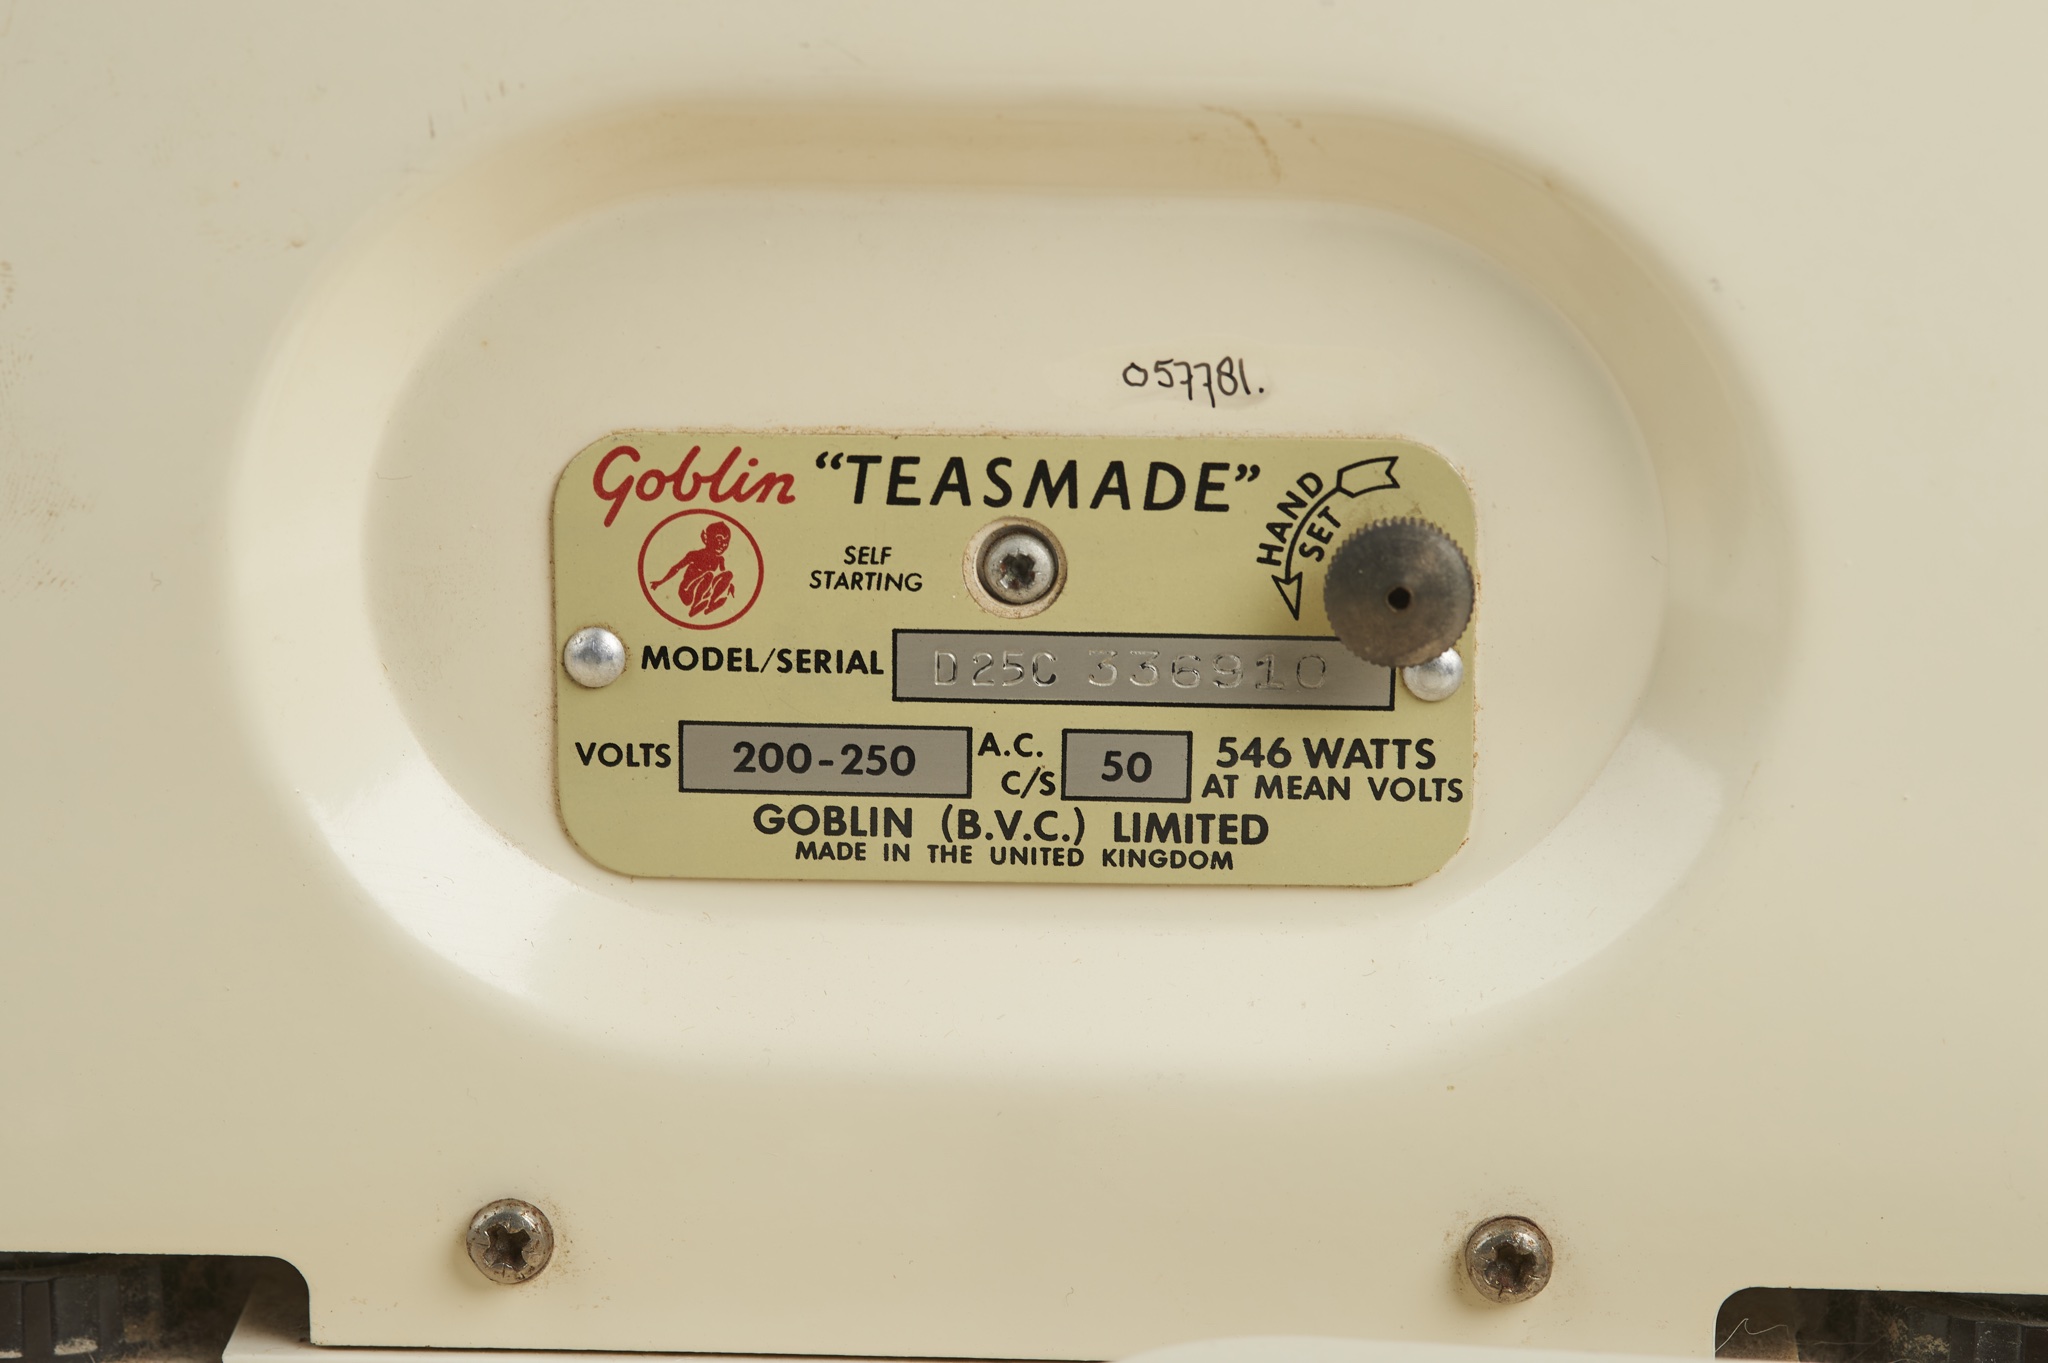 057781.
Goblin "TEASMADE"
HAND
SET
SELF
STARTING
MODEL/SERIAL D25C 336910
VOLTS 200-250 A.C. C/S 50 546 WATTS
AT MEAN VOLTS
GOBLIN (B.V.C.) LIMITED
MADE IN THE UNITED KINGDOM